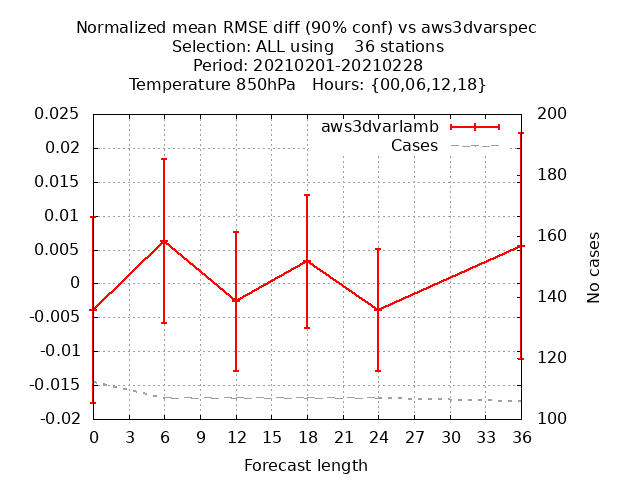 Normalized mean RMSE diff (90% conf) vs aws3dvarspec
Selection: ALL using    36 stations
Period: 20210201-20210228
Temperature 850hPa   Hours: {00,06,12,18}
aws3dvarlamb
Cases
0.025
0.02
0.015
0.01
0.005
0
-0.005
-0.01
-0.015
-0.02
200
180
160
140
120
100
No cases
0 3 6 9 12 15 18 21 24 27 30 33 36
Forecast length